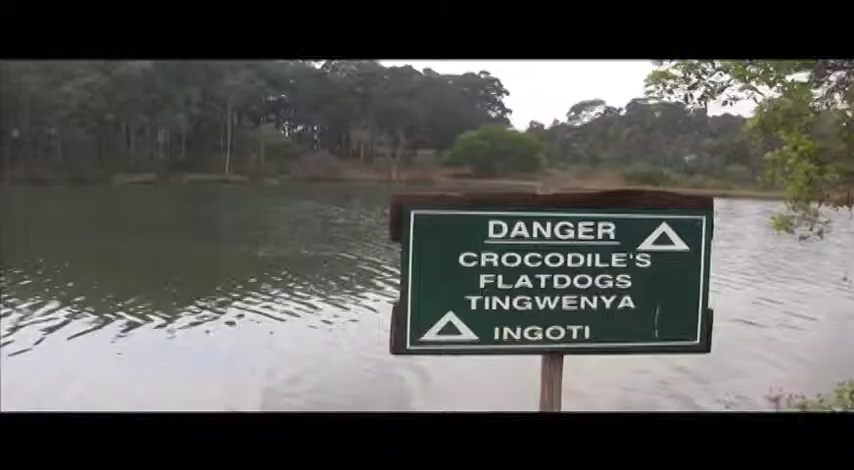 DANGER
CROCODILE'S
FLATDOGS
TINGWENYA
INGOTI